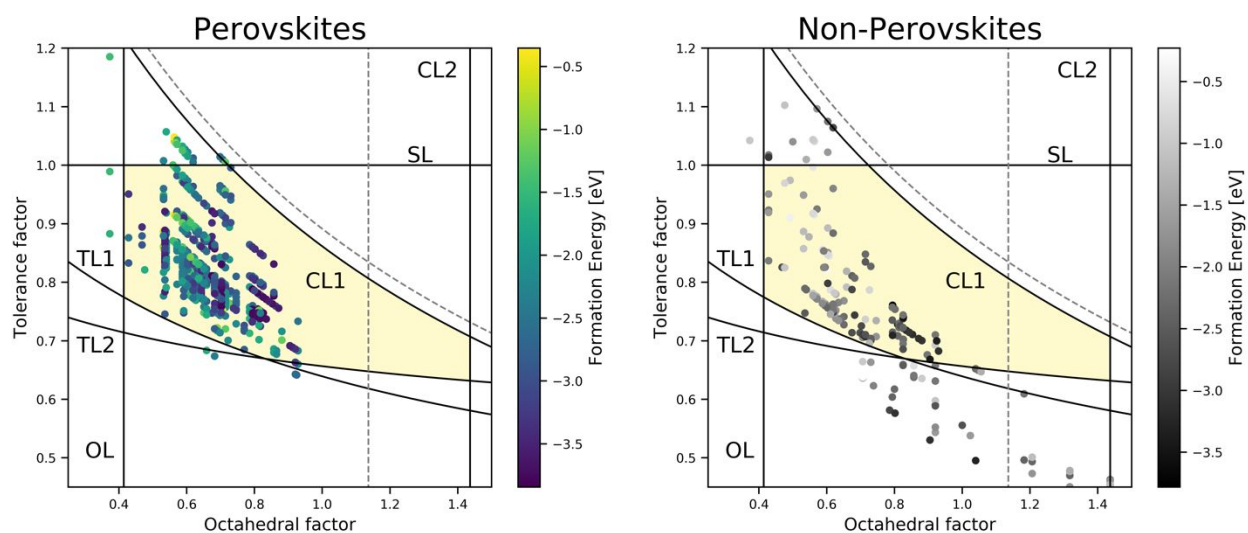 Perovskites
1.2
1.1
1.0
0.9
0.8
0.7
0.6
0.5
Tolerance factor
CL2
SL
TL1
CL1
TL2
OL
0.4
0.6
0.8
1.0
1.2
1.4
Octahedral factor
−0.5
−1.0
−1.5
−2.0
−2.5
−3.0
−3.5
Formation Energy [eV]
Non-Perovskites
1.2
1.1
1.0
0.9
0.8
0.7
0.6
0.5
Tolerance factor
CL2
SL
TL1
CL1
TL2
OL
0.4
0.6
0.8
1.0
1.2
1.4
Octahedral factor
−0.5
−1.0
−1.5
−2.0
−2.5
−3.0
−3.5
Formation Energy [eV]